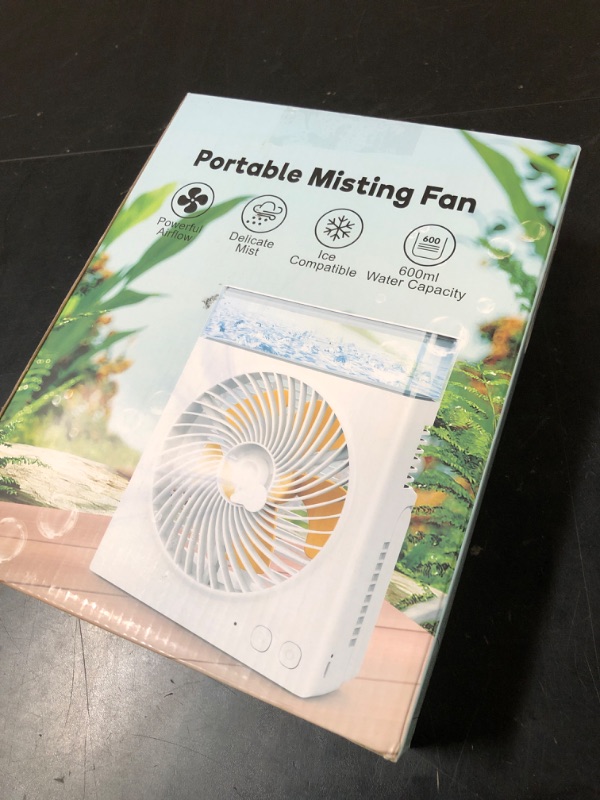 Portable Misting Fan
Powerful
Airflow
Delicate
Mist
Ice
Compatible
600
600ml
Water Capacity